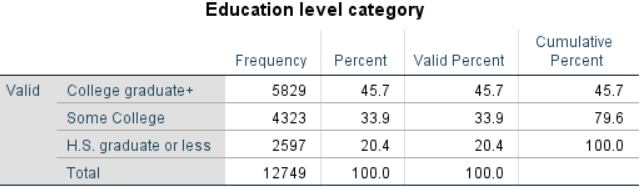 Education level category
Cumulative
Frequency Percent Valid Percent Percent
Valid College graduate+ 5829 45.7 45.7 45.7
Some College 4323 33.9 33.9 79.6
H.S. graduate or less 2597 20.4 20.4 100.0
Total 12749 100.0 100.0